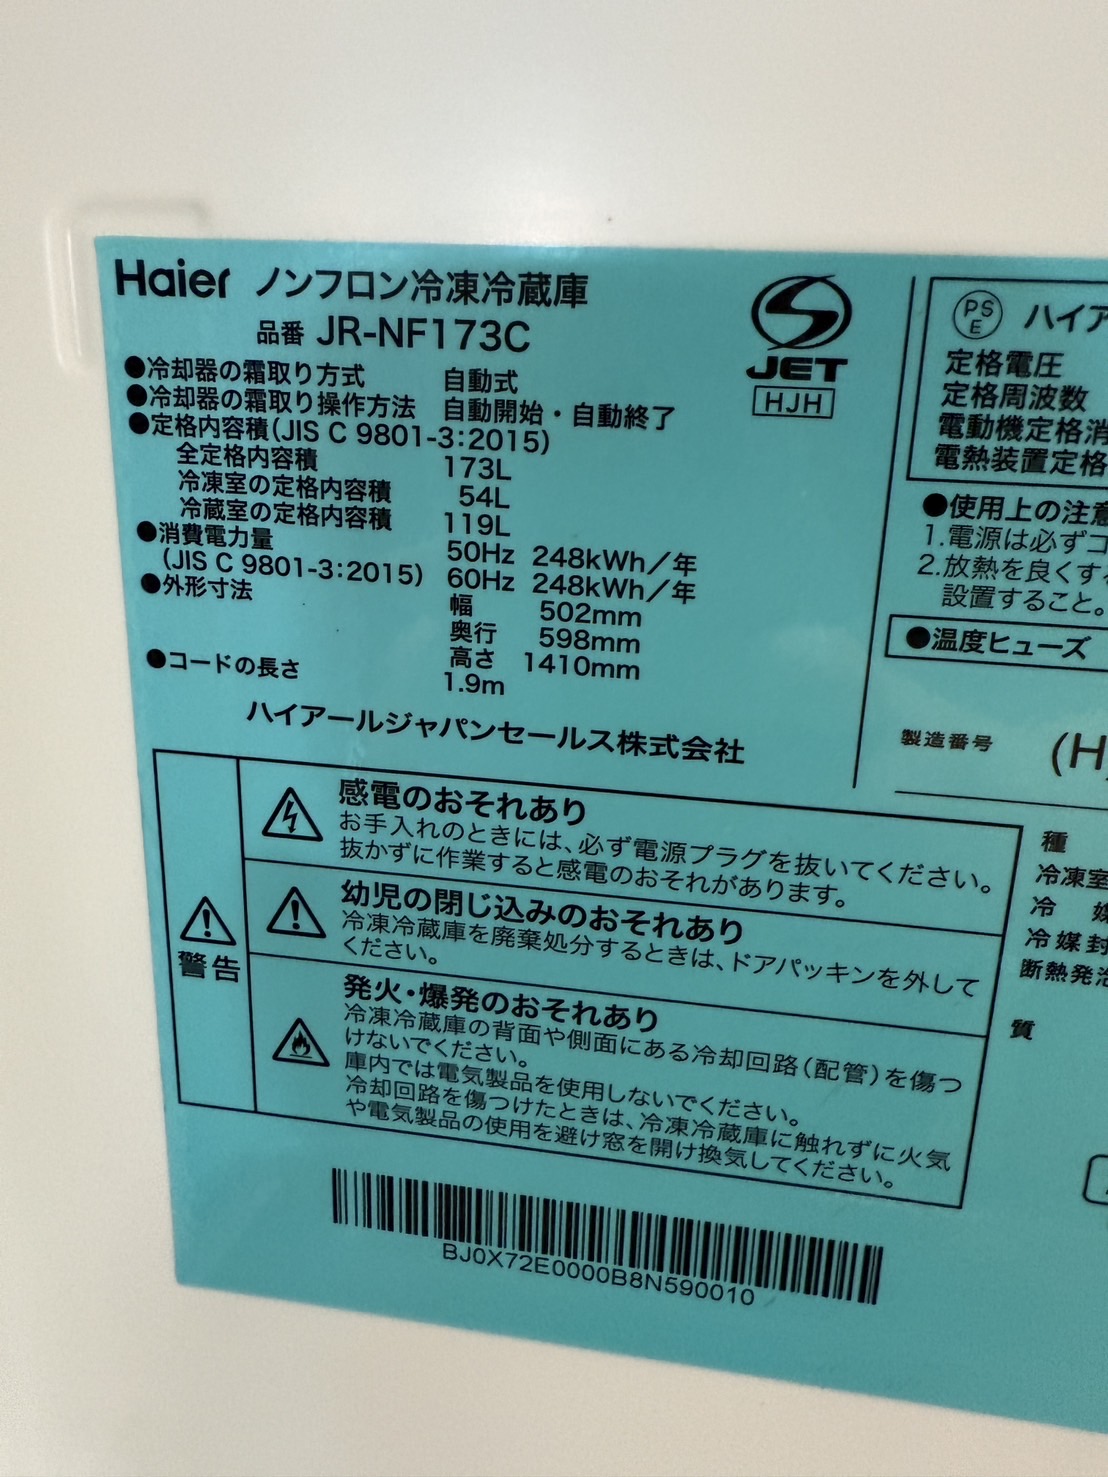 Haier ノンフロン冷凍冷蔵庫
品番 JR-NF173C
●冷却器の霜取り方式 自動式
●冷却器の霜取り操作方法 自動開始・自動終了
●定格内容積(JIS C 9801-3:2015)
全定格内容積 173L
冷凍室の定格内容積 54L
冷蔵室の定格内容積 119L
●消費電力量 50Hz 248kWh/年
(JIS C 9801-3:2015) 60Hz 248kWh/年
●外形寸法 幅 502mm
奥行 598mm
高さ 1410mm
●コードの長さ 1.9m
ハイアールジャパンセールス株式会社
JET
HJH
PS
E
ハイア
定格電圧
定格周波数
電動機定格消
電熱装置定格
●使用上の注意
1.電源は必ずコ
2.放熱を良くする
設置すること。
●温度ヒューズ
製造番号 (H
警告
感電のおそれあり
お手入れのときには、必ず電源プラグを抜いてください。
抜かずに作業すると感電のおそれがあります。
幼児の閉じ込みのおそれあり
冷凍冷蔵庫を廃棄処分するときは、ドアパッキンを外して
ください。
発火・爆発のおそれあり
冷凍冷蔵庫の背面や側面にある冷却回路(配管)を傷つ
けないでください。
庫内では電気製品を使用しないでください。
冷却回路を傷つけたときは、冷凍冷蔵庫に触れずに火気
や電気製品の使用を避け窓を開け換気してください。
種
冷凍室
冷 媒
冷媒封
断熱発泡
質
BJ0X72E0000B8N590010